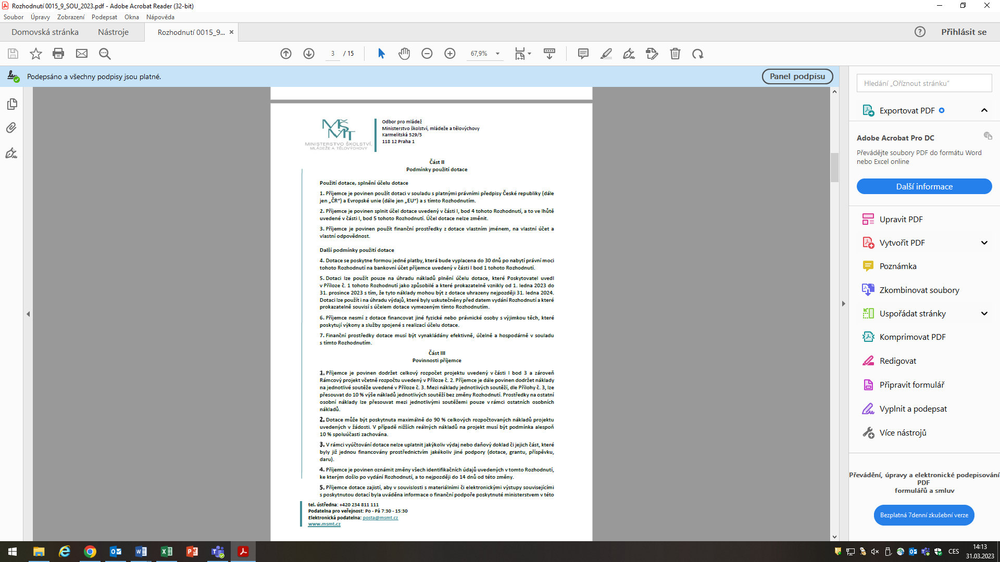 Rozhodnutí 0015_9_SOU_2023.pdf - Adobe Acrobat Reader (32-bit)
Soubor Úpravy Zobrazení Podepsat Okna Nápověda
Domovská stránka Nástroje Rozhodnutí 0015_9... × Přihlásit se
3 / 15 67,9%
Podepsáno a všechny podpisy jsou platné. Panel podpisu
MŠMT
MINISTERSTVO ŠKOLSTVÍ,
MLÁDEŽE A TĚLOVÝCHOVY
Odbor pro mládež
Ministerstvo školství, mládeže a tělovýchovy
Karmelitská 529/5
118 12 Praha 1
Část II
Podmínky použití dotace
Použití dotace, splnění účelu dotace
1. Příjemce je povinen použít dotaci v souladu s platnými právními předpisy České republiky (dále
jen „ČR“) a Evropské unie (dále jen „EU“) a s tímto Rozhodnutím.
2. Příjemce je povinen splnit účel dotace uvedený v části I, bod 4 tohoto Rozhodnutí, a to ve lhůtě
uvedené v části I, bod 5 tohoto Rozhodnutí. Účel dotace nelze změnit.
3. Příjemce je povinen použít finanční prostředky z dotace vlastním jménem, na vlastní účet a
vlastní odpovědnost.
Další podmínky použití dotace
4. Dotace se poskytne formou jedné platby, která bude vyplacena do 30 dnů po nabytí právní moci
tohoto Rozhodnutí na bankovní účet příjemce uvedený v části I bod 1 tohoto Rozhodnutí.
5. Dotaci lze použít pouze na úhradu nákladů plnění účelu dotace, které Poskytovatel uvedl
v Příloze č. 1 tohoto Rozhodnutí jako způsobilé a které prokazatelně vznikly od 1. ledna 2023 do
31. prosince 2023 s tím, že tyto náklady mohou být z dotace uhrazeny nejpozději 31. ledna 2024.
Dotaci lze použít i na úhradu výdajů, které byly uskutečněny před datem vydání Rozhodnutí a které
prokazatelně souvisí s účelem dotace vymezeným tímto Rozhodnutím.
6. Příjemce nesmí z dotace financovat jiné fyzické nebo právnické osoby s výjimkou těch, které
poskytují výkony a služby spojené s realizací účelu dotace.
7. Finanční prostředky dotace musí být vynakládány efektivně, účelně a hospodárně v souladu
s tímto Rozhodnutím.
Část III
Povinnosti příjemce
1. Příjemce je povinen dodržet celkový rozpočet projektu uvedený v části I bod 3 a zároveň
Rámcový projekt včetně rozpočtu uvedený v Příloze č. 2. Příjemce je dále povinen dodržet náklady
na jednotlivé soutěže uvedené v Příloze č. 3. Mezi náklady jednotlivých soutěží, dle Přílohy č. 3, lze
přesouvat do 10 % výše nákladů jednotlivých soutěží bez změny Rozhodnutí. Prostředky na ostatní
osobní náklady lze přesouvat mezi jednotlivými soutěžemi pouze v rámci ostatních osobních
nákladů.
2. Dotace může být poskytnuta maximálně do 90 % celkových rozpočtovaných nákladů projektu
uvedených v žádosti. V případě nižších reálných nákladů na projekt musí být podmínka alespoň
10 % spoluúčasti zachována.
3. V rámci vyúčtování dotace nelze uplatnit jakýkoliv výdaj nebo daňový doklad či jejich část, které
byly již jednou financovány prostřednictvím jakékoliv jiné podpory (dotace, grantu, příspěvku,
daru).
4. Příjemce je povinen oznámit změny všech identifikačních údajů uvedených v tomto Rozhodnutí,
ke kterým došlo po vydání Rozhodnutí, a to nejpozději do 14 dnů od této změny.
5. Příjemce dotace zajistí, aby v souvislosti s materiálními či elektronickými výstupy souvisejícími
s poskytnutou dotací byla uváděna informace o finanční podpoře poskytnuté ministerstvem v této
tel. ústředna: +420 234 811 111
Podatelna pro veřejnost: Po - Pá 7:30 - 15:30
Elektronická podatelna: posta@msmt.cz
www.msmt.cz
Hledání „Oříznout stránku“
Exportovat PDF
Adobe Acrobat Pro DC
Převádějte soubory PDF do formátu Word
nebo Excel online
Další informace
Upravit PDF
Vytvořit PDF
Poznámka
Zkombinovat soubory
Uspořádat stránky
Komprimovat PDF
Redigovat
Připravit formulář
Vyplnit a podepsat
Více nástrojů
Převádění, úpravy a elektronické podepisování
PDF
formulářů a smluv
Bezplatná 7denní zkušební verze
CES
14:13
31.03.2023